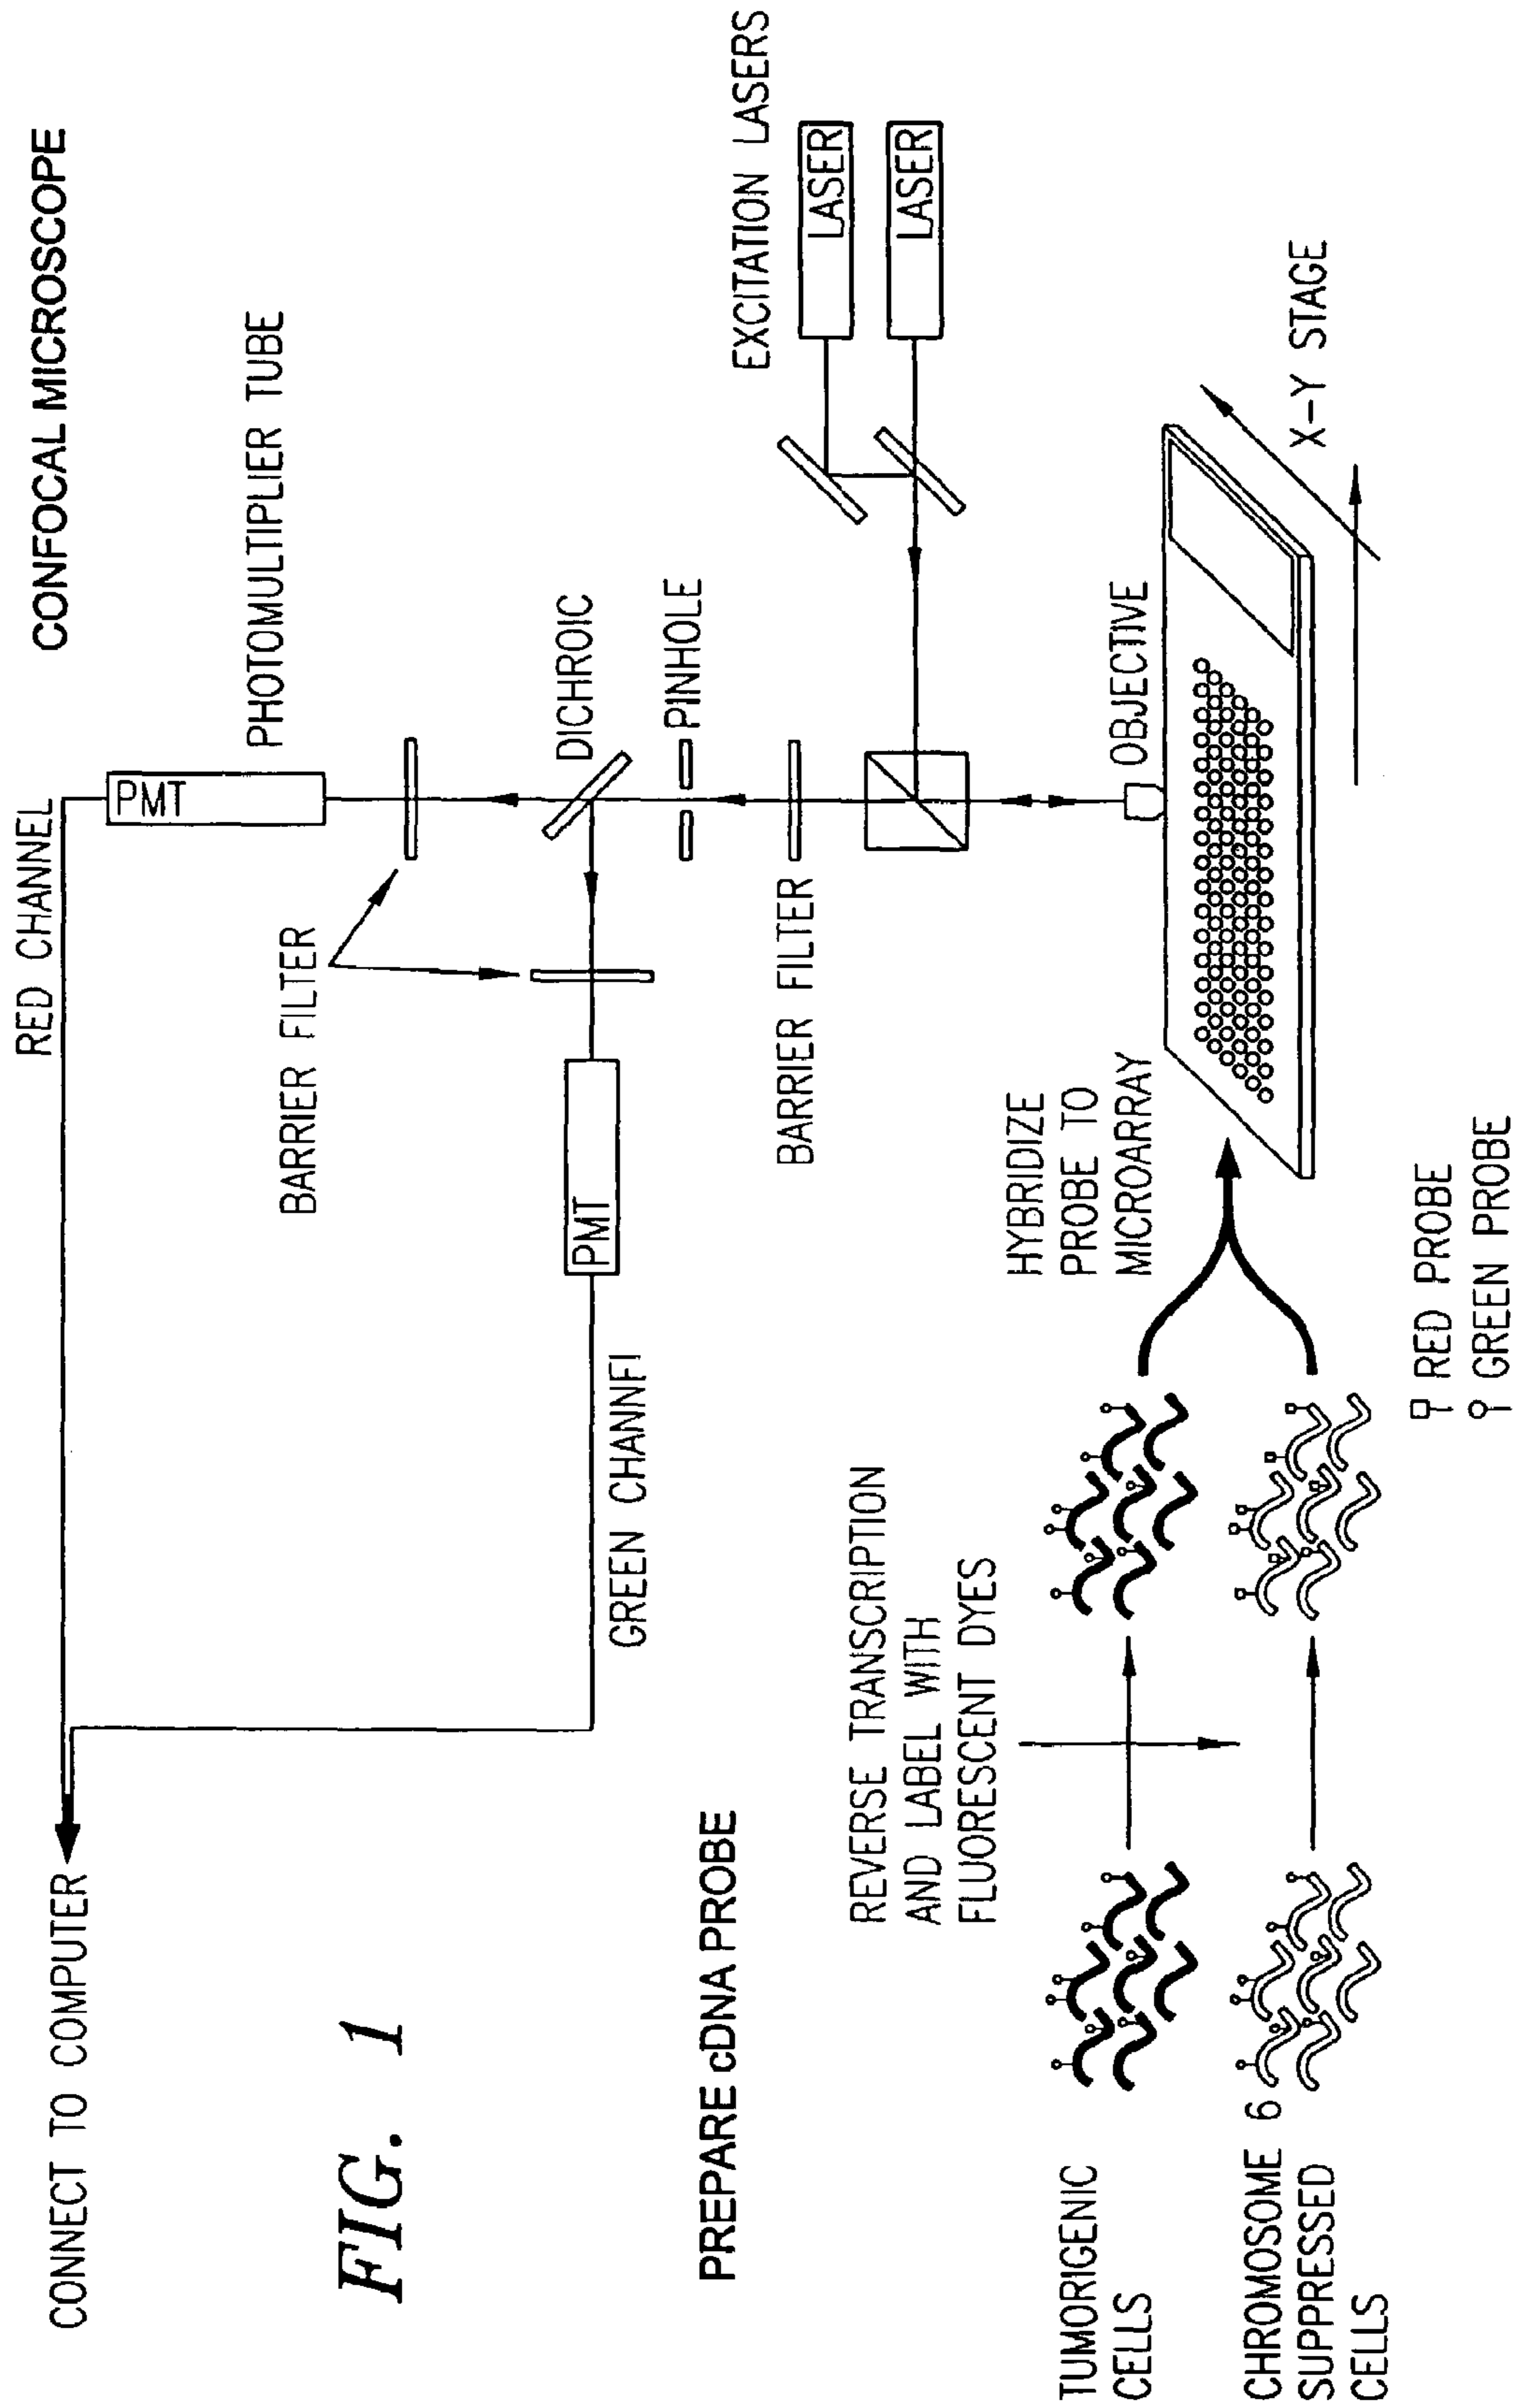 CONNECT TO COMPUTER
RED CHANNEL
CONFOCAL MICROSCOPE
FIG. 1
PMT
PHOTOMULTIPLIER TUBE
BARRIER FILTER
DICHROIC
PMT
GREEN CHANNEl
PINHOLE
BARRIER FILTER
EXCITATION LASERS
LASER
LASER
OBJECTIVE
X-Y STAGE
PREPARE cDNA PROBE
REVERSE TRANSCRIPTION
AND LABEL WITH
FLUORESCENT DYES
HYBRIDIZE
PROBE TO
MICROARRAY
TUMORIGENIC
CELLS
CHROMOSOME 6
SUPPRESSED
CELLS
RED PROBE
GREEN PROBE